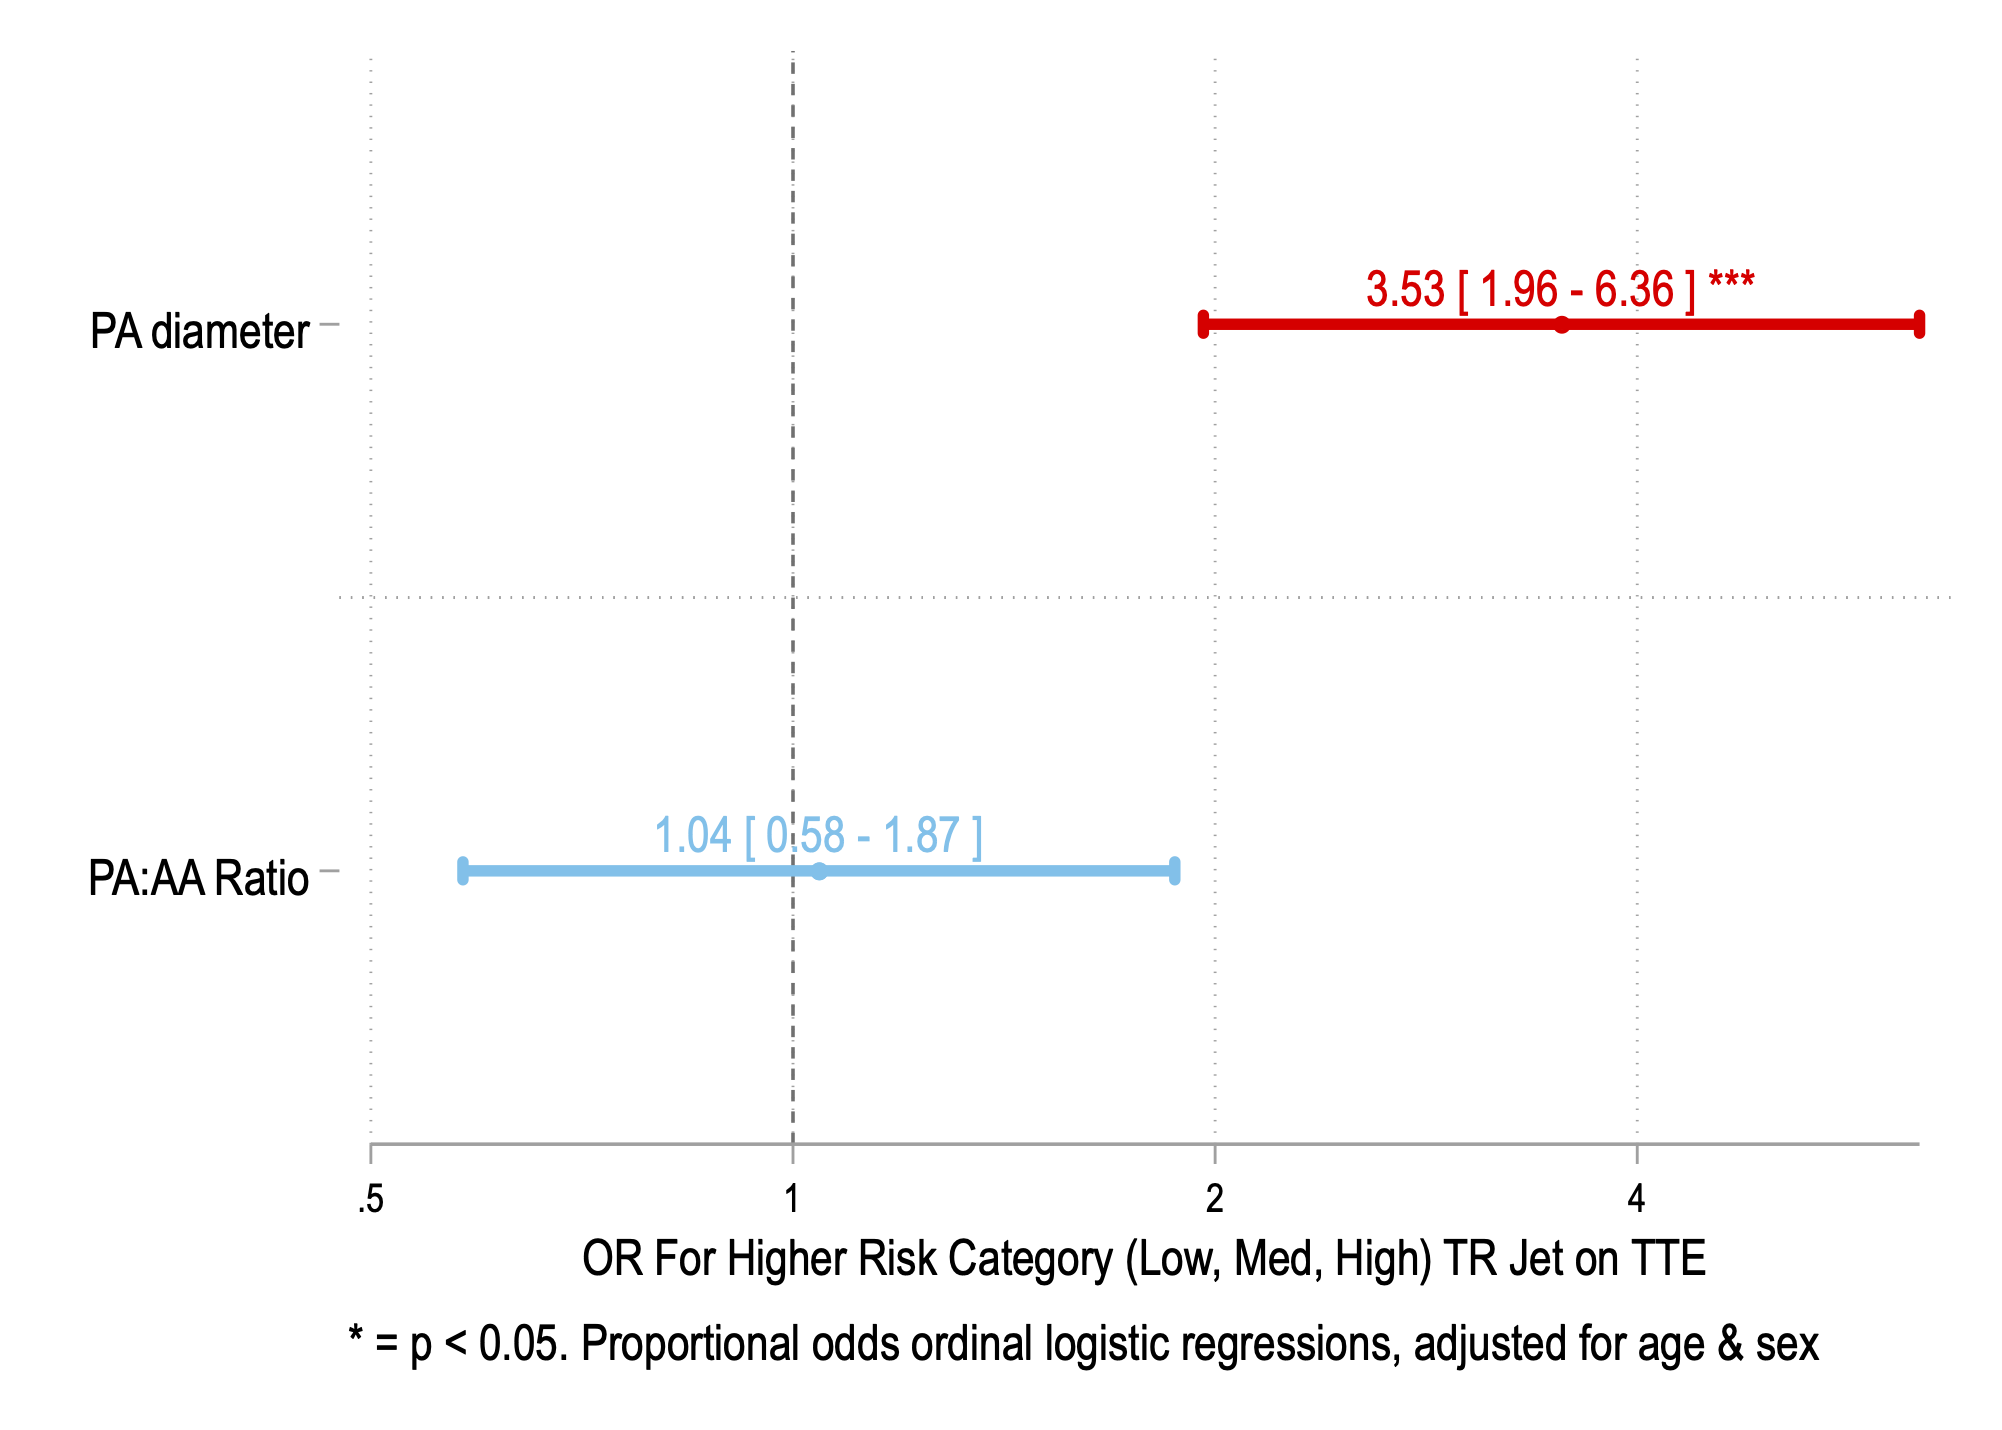 3.53 [ 1.96 - 6.36 ] ***
PA diameter
1.04 [ 0.58 - 1.87 ]
PA:AA Ratio
.5 1 2 4
OR For Higher Risk Category (Low, Med, High) TR Jet on TTE
* = p < 0.05. Proportional odds ordinal logistic regressions, adjusted for age & sex